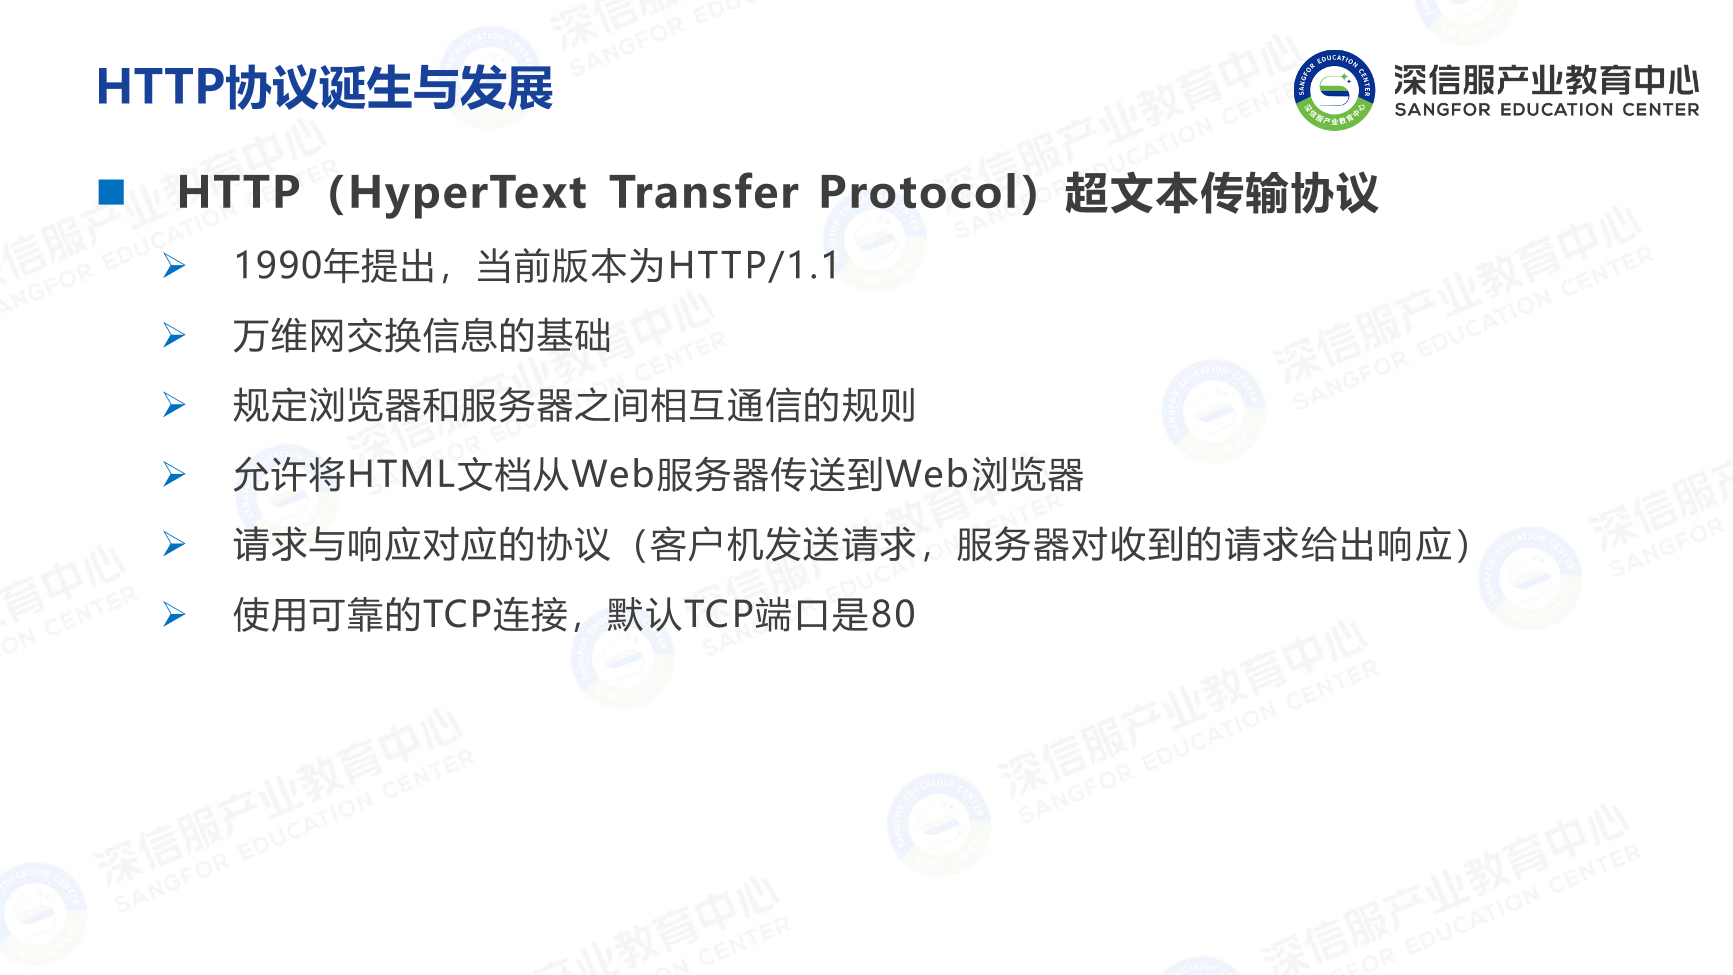 HTTP协议诞生与发展
深信服产业教育中心
SANGFOR EDUCATION CENTER
HTTP（HyperText Transfer Protocol）超文本传输协议
1990年提出，当前版本为HTTP/1.1
万维网交换信息的基础
规定浏览器和服务器之间相互通信的规则
允许将HTML文档从Web服务器传送到Web浏览器
请求与响应对应的协议（客户机发送请求，服务器对收到的请求给出响应）
使用可靠的TCP连接，默认TCP端口是80